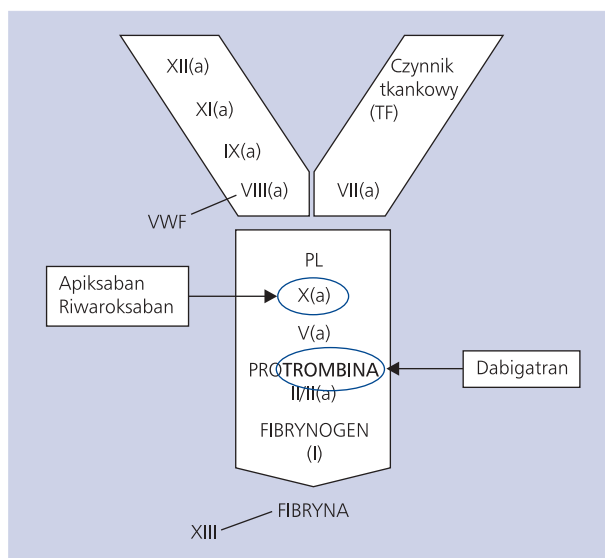 XII(a)
XI(a)
IX(a)
VIII(a)
VWF
Czynnik
tkankowy
(TF)
VII(a)
PL
X(a)
V(a)
PROTROMBINA
II/II(a)
FIBRYNOGEN
(I)
Apiksaban
Riwaroksaban
Dabigatran
FIBRYNA
XIII